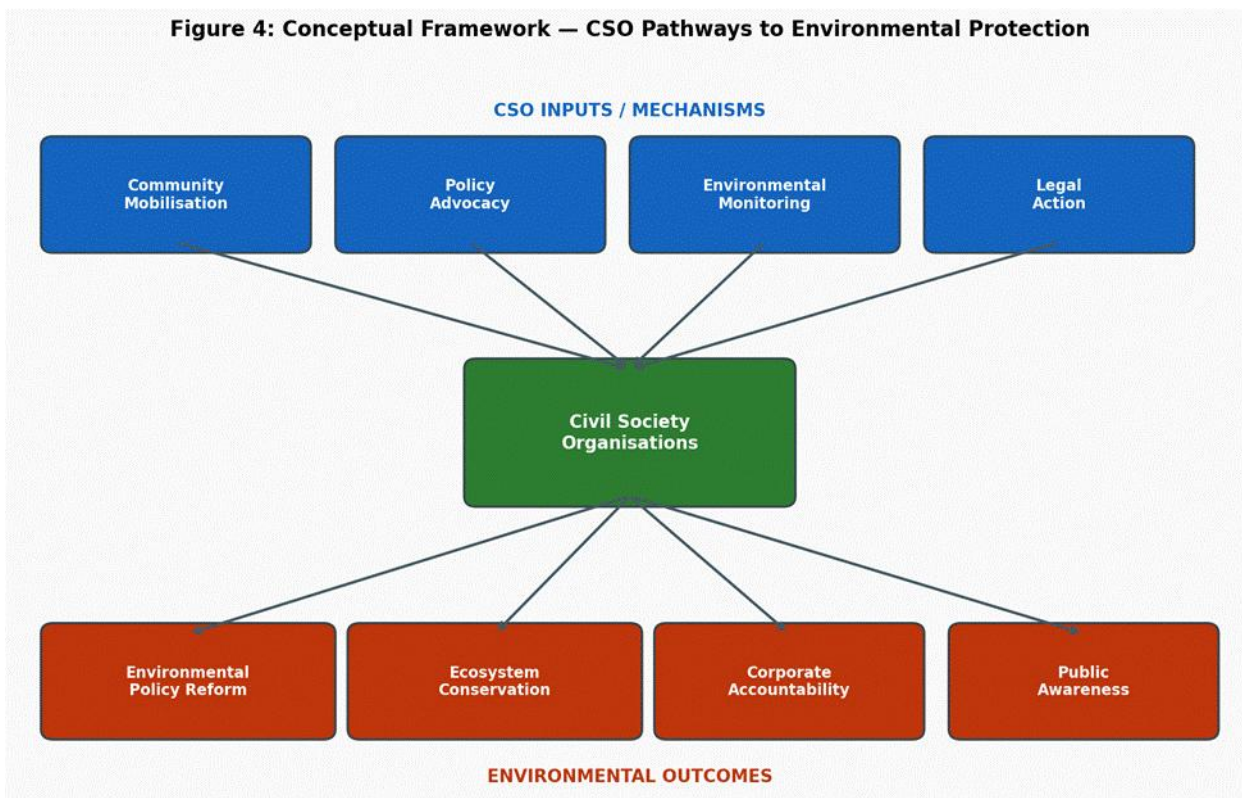 Figure 4: Conceptual Framework — CSO Pathways to Environmental Protection
CSO INPUTS / MECHANISMS
Community
Mobilisation
Policy
Advocacy
Environmental
Monitoring
Legal
Action
Civil Society
Organisations
Environmental
Policy Reform
Ecosystem
Conservation
Corporate
Accountability
Public
Awareness
ENVIRONMENTAL OUTCOMES